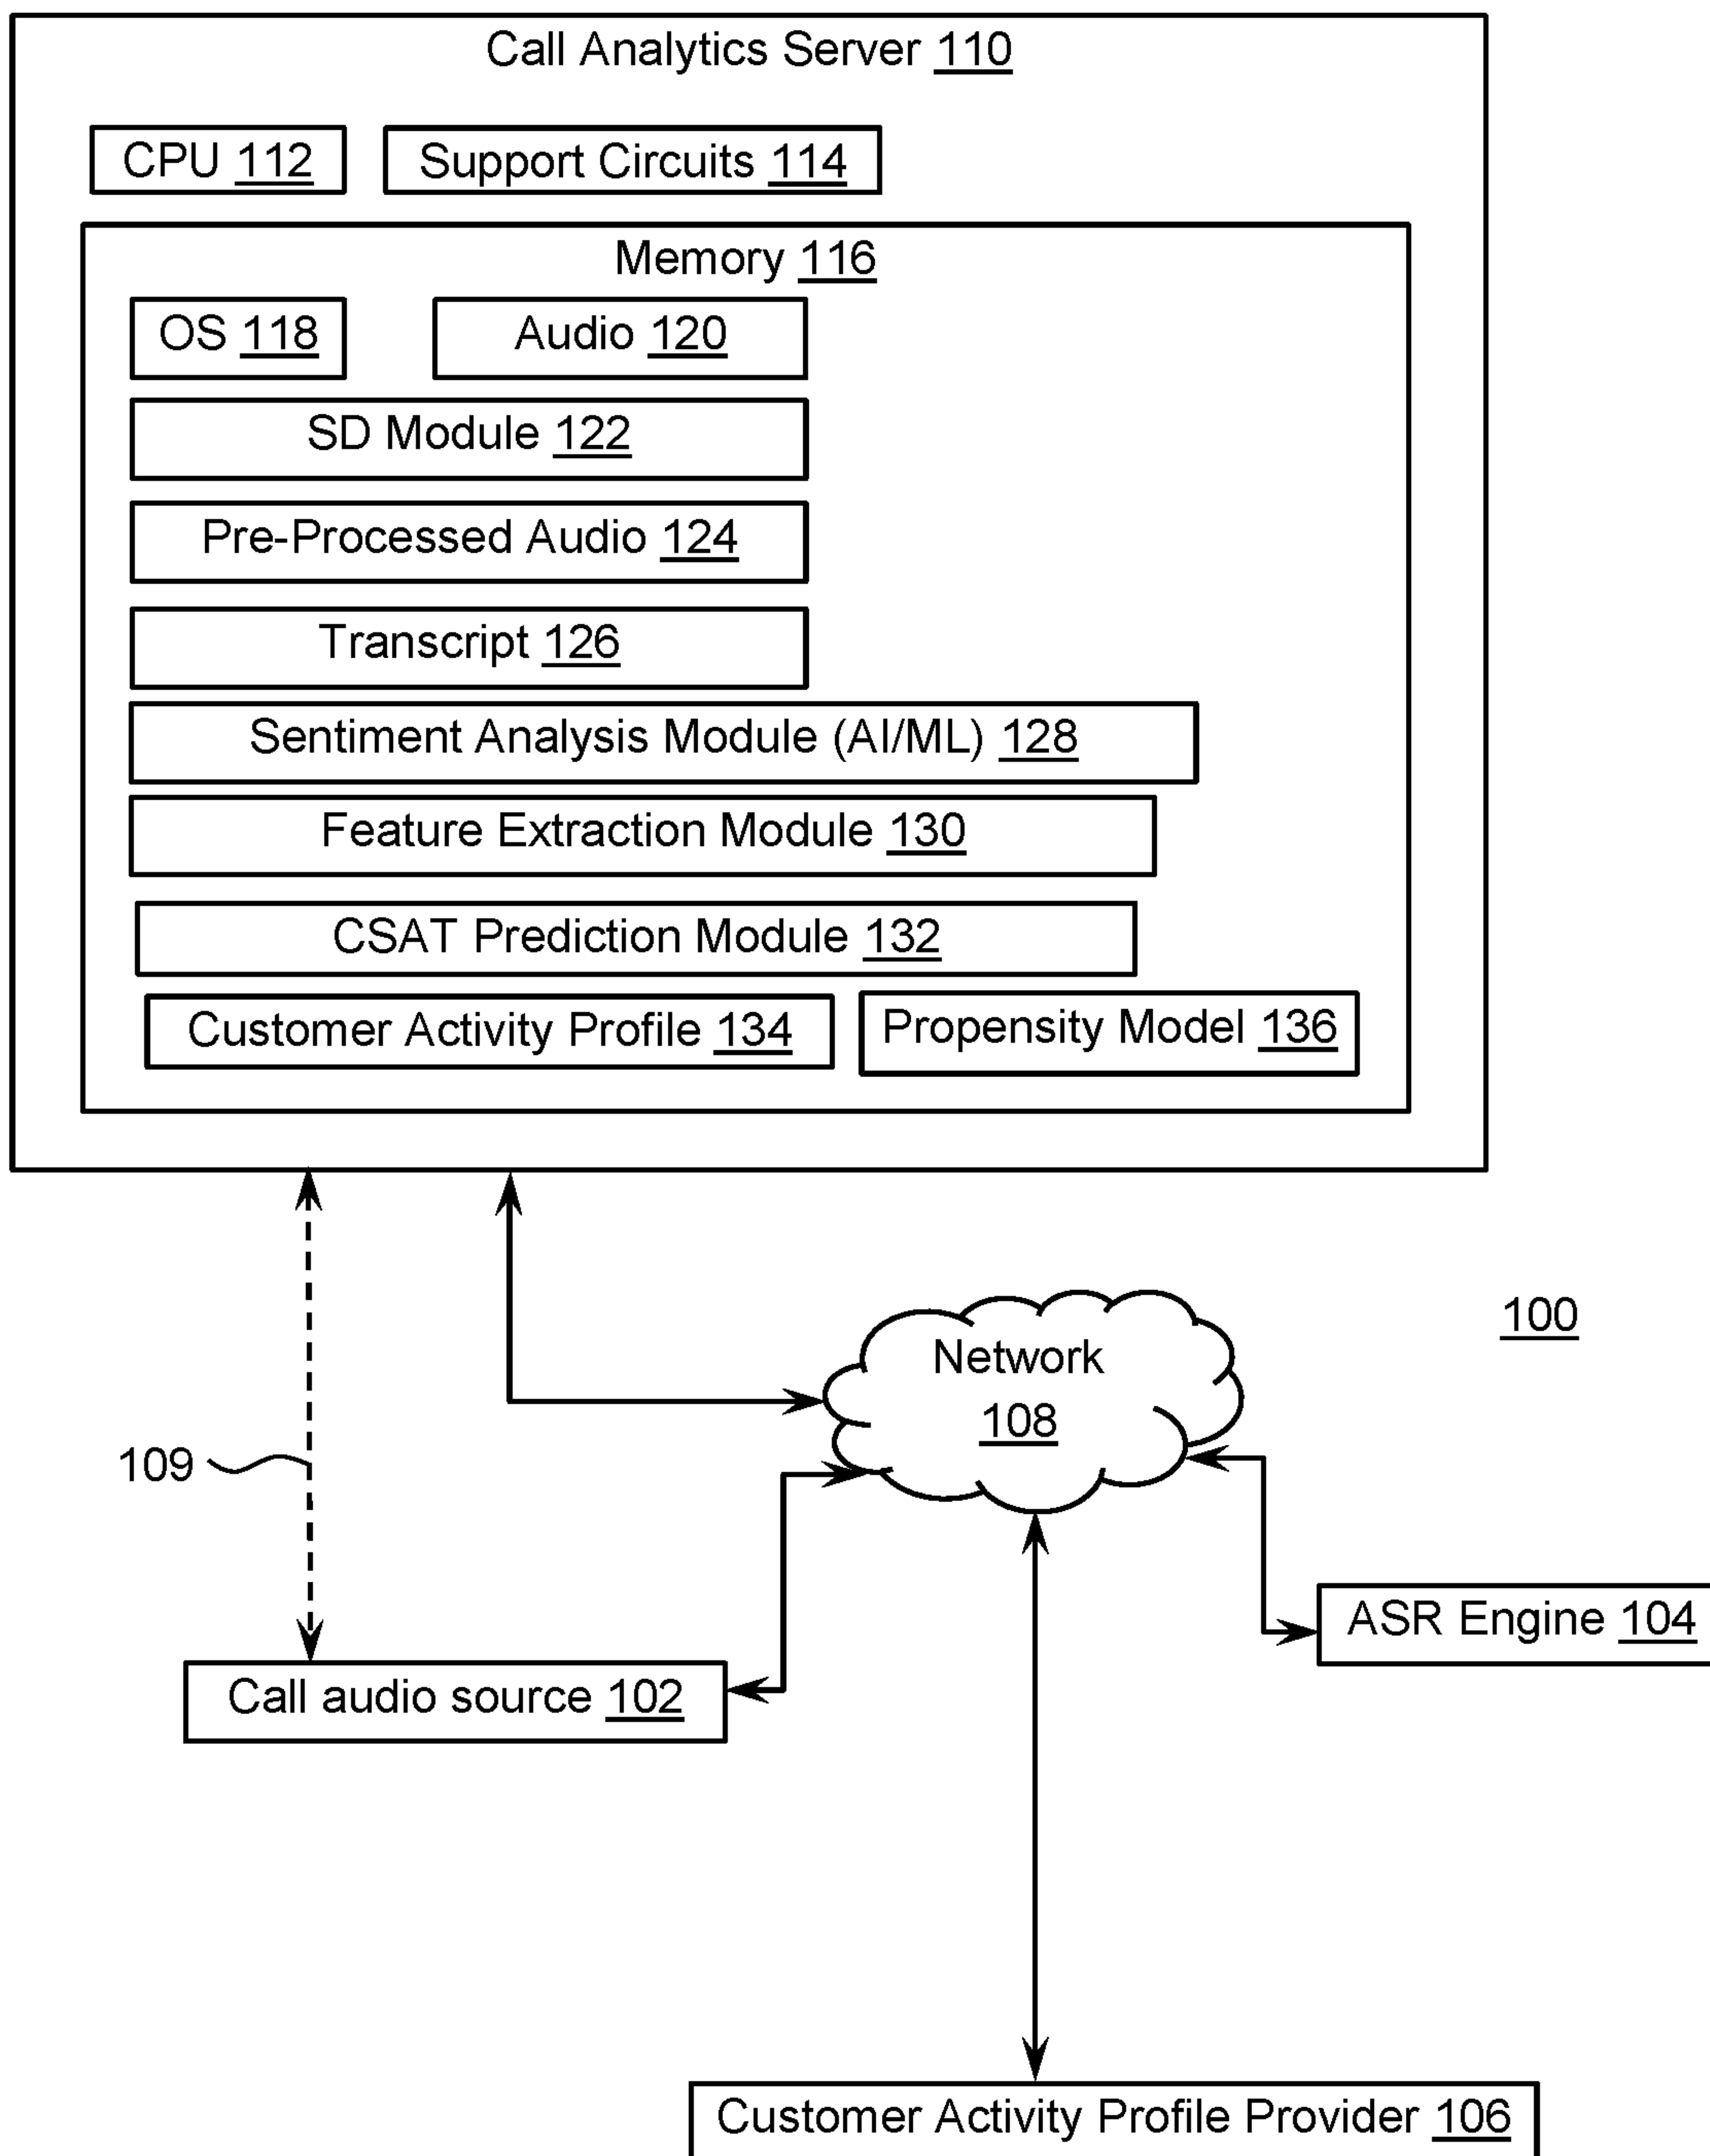 Call Analytics Server 110
CPU 112
Support Circuits 114
Memory 116
OS 118
Audio 120
SD Module 122
Pre-Processed Audio 124
Transcript 126
Sentiment Analysis Module (AI/ML) 128
Feature Extraction Module 130
CSAT Prediction Module 132
Customer Activity Profile 134
Propensity Model 136
100
Network
108
109
ASR Engine 104
Call audio source 102
Customer Activity Profile Provider 106